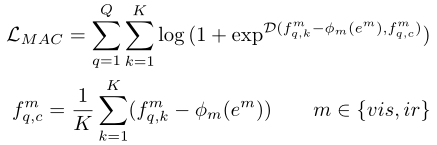 \mathcal{L}_{MAC} = \sum_{q=1}^{Q} \sum_{k=1}^{K} \log\left(1 + \exp^{\mathcal{D}(f_{q,k}^{m} - \phi_m(e^m), f_{q,c}^{m})}\right)
f_{q,c}^{m} = \frac{1}{K} \sum_{k=1}^{K} (f_{q,k}^{m} - \phi_m(e^m)) \qquad m \in \{vis, ir\}